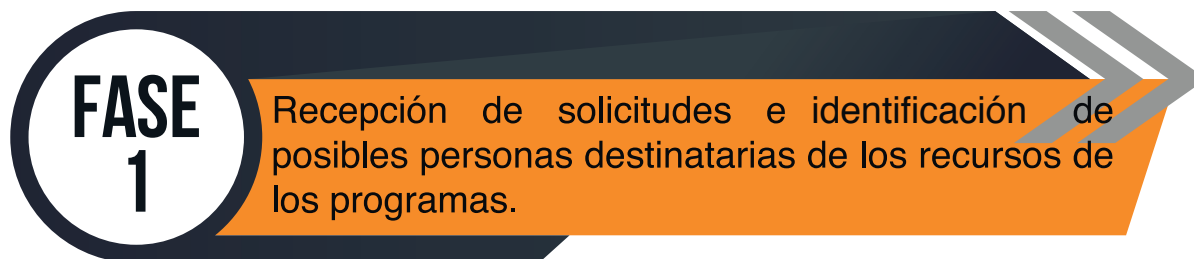 FASE
1
Recepción de solicitudes e identificación de
posibles personas destinatarias de los recursos de
los programas.